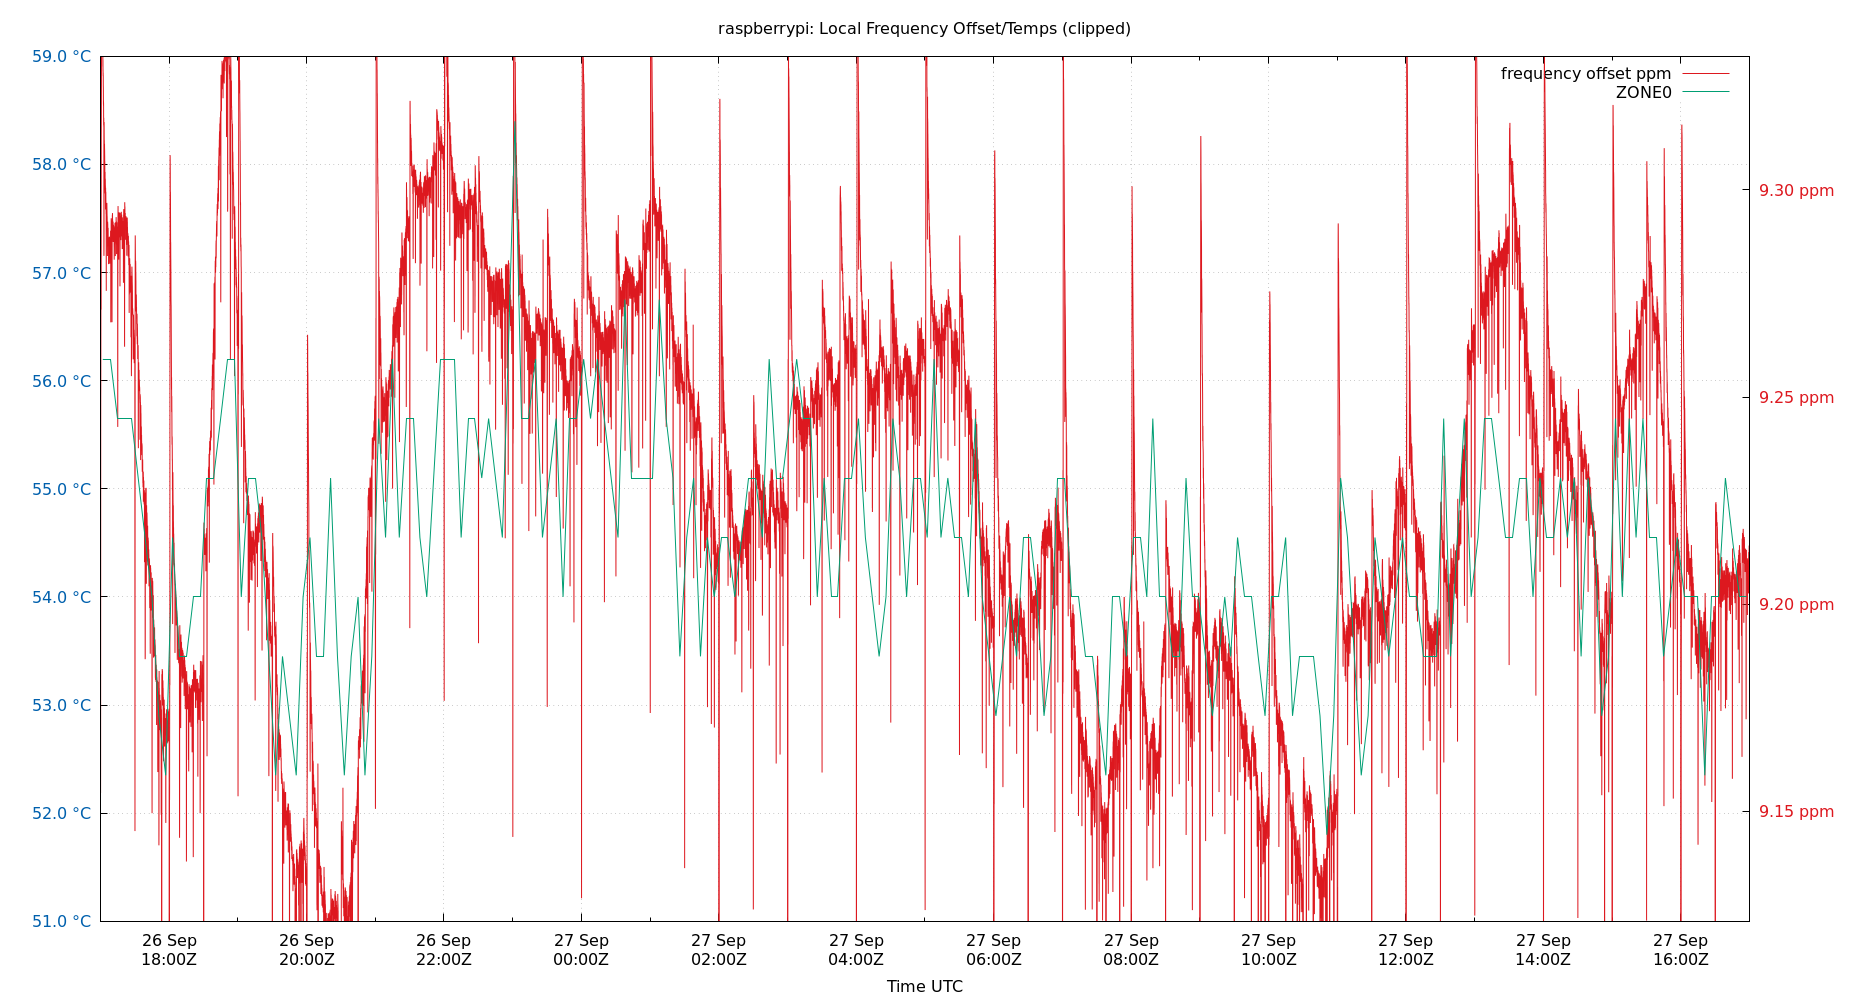 raspberrypi: Local Frequency Offset/Temps (clipped)
frequency offset ppm
ZONE0
59.0 °C
58.0 °C
57.0 °C
56.0 °C
55.0 °C
54.0 °C
53.0 °C
52.0 °C
51.0 °C
9.30 ppm
9.25 ppm
9.20 ppm
9.15 ppm
26 Sep 26 Sep 26 Sep 27 Sep 27 Sep 27 Sep 27 Sep 27 Sep 27 Sep 27 Sep 27 Sep 27 Sep
18:00Z 20:00Z 22:00Z 00:00Z 02:00Z 04:00Z 06:00Z 08:00Z 10:00Z 12:00Z 14:00Z 16:00Z
Time UTC